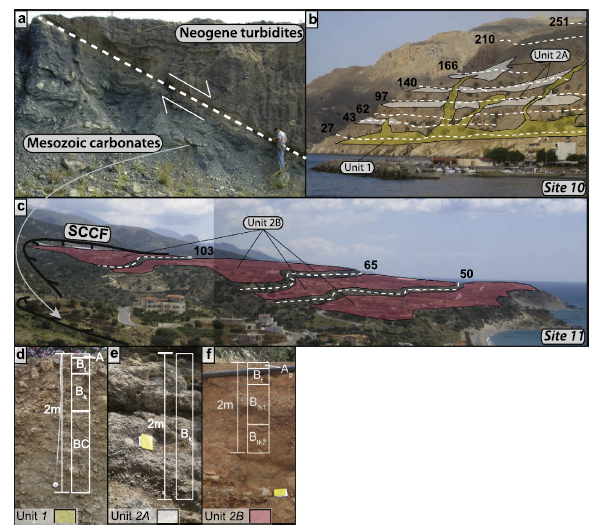 a
Neogene turbidites
Mesozoic carbonates
b
251
210
Unit 2A
166
140
97
62
43
27
Unit 1
Site 10
c
Unit 2B
SCCF
103
65
50
Site 11
d
A
Bt
Bk
2m
BC
Unit 1
e
2m
Bk
Unit 2A
f
Ap
Bt
Btk1
2m
Btk2
Unit 2B